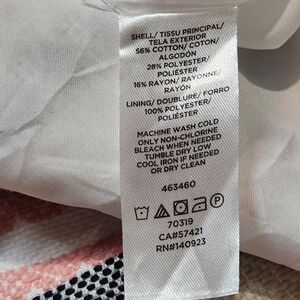 SHELL/ TISSU PRINCIPAL/
TELA EXTERIOR
56% COTTON/ COTON/
ALGODÓN
28% POLYESTER/
POLIÉSTER
16% RAYON/ RAYONNE/
RAYÓN
LINING/ DOUBLURE/ FORRO
100% POLYESTER/
POLIÉSTER
MACHINE WASH COLD
ONLY NON-CHLORINE
BLEACH WHEN NEEDED
TUMBLE DRY LOW
COOL IRON IF NEEDED
OR DRY CLEAN
463460
P
70319
CA#57421
RN#140923